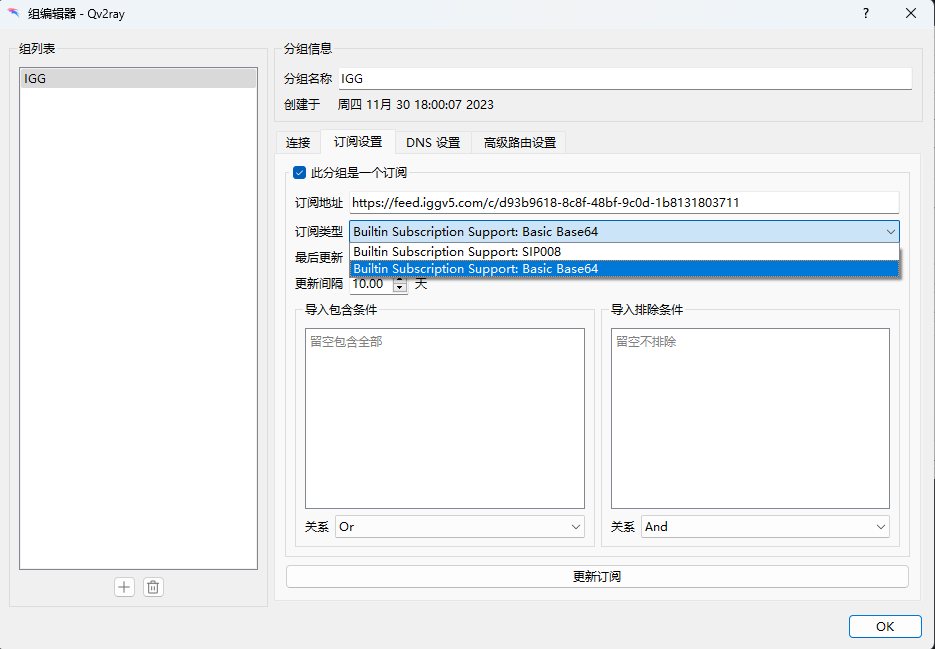 组编辑器 - Qv2ray
?
组列表
IGG
分组信息
分组名称 IGG
创建于 周四 11月 30 18:00:07 2023
连接 订阅设置 DNS 设置 高级路由设置
此分组是一个订阅
订阅地址 https://feed.iggv5.com/c/d93b9618-8c8f-48bf-9c0d-1b8131803711
订阅类型 Builtin Subscription Support: Basic Base64
Builtin Subscription Support: SIP008
最后更新
Builtin Subscription Support: Basic Base64
更新间隔 10.00 天
导入包含条件
留空包含全部
关系 Or
导入排除条件
留空不排除
关系 And
更新订阅
OK